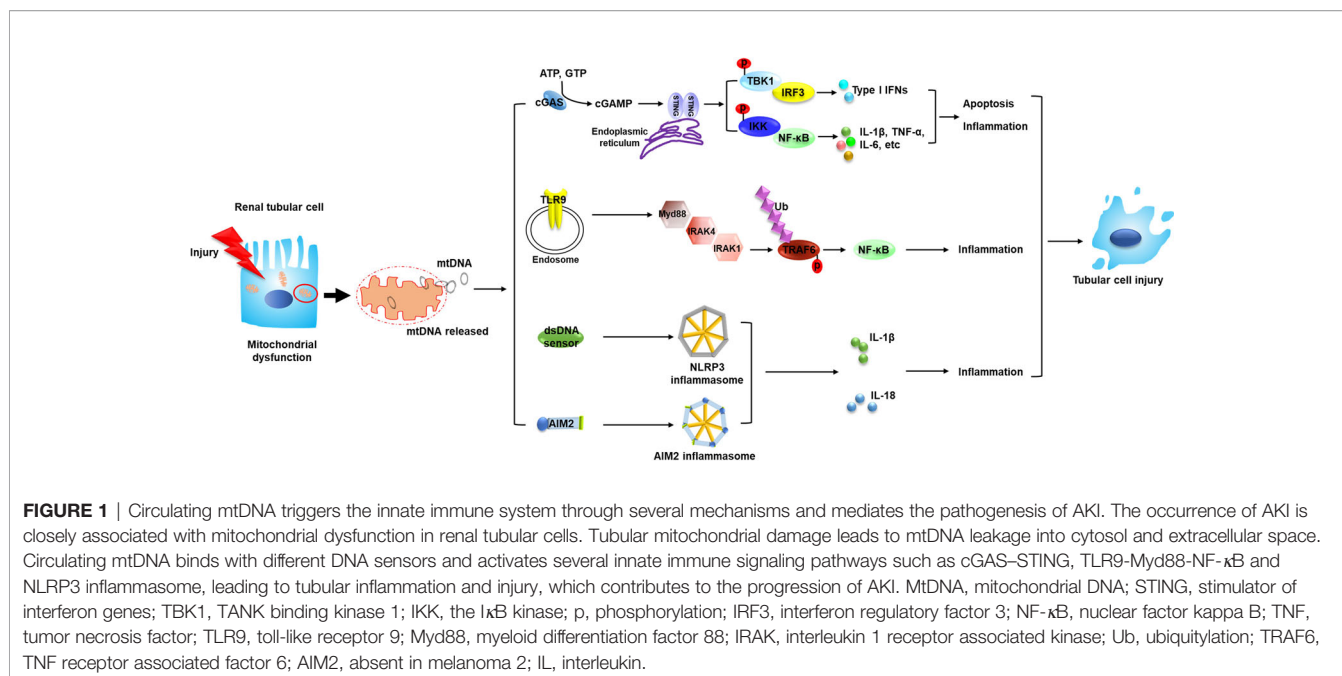 ATP, GTP
cGAS
cGAMP
STING
STING
Endoplasmic
reticulum
p
TBK1
IRF3
Type I IFNs
p
IKK
NF-κB
IL-1β, TNF-α,
IL-6, etc
Apoptosis
Inflammation
Renal tubular cell
Injury
Mitochondrial
dysfunction
mtDNA
mtDNA released
TLR9
Endosome
Myd88
IRAK4
IRAK1
Ub
TRAF6
p
NF-κB
Inflammation
Tubular cell injury
dsDNA
sensor
NLRP3
inflammasome
AIM2
AIM2 inflammasome
IL-1β
IL-18
Inflammation
FIGURE 1 | Circulating mtDNA triggers the innate immune system through several mechanisms and mediates the pathogenesis of AKI. The occurrence of AKI is
closely associated with mitochondrial dysfunction in renal tubular cells. Tubular mitochondrial damage leads to mtDNA leakage into cytosol and extracellular space.
Circulating mtDNA binds with different DNA sensors and activates several innate immune signaling pathways such as cGAS–STING, TLR9-Myd88-NF-κB and
NLRP3 inflammasome, leading to tubular inflammation and injury, which contributes to the progression of AKI. MtDNA, mitochondrial DNA; STING, stimulator of
interferon genes; TBK1, TANK binding kinase 1; IKK, the IκB kinase; p, phosphorylation; IRF3, interferon regulatory factor 3; NF-κB, nuclear factor kappa B; TNF,
tumor necrosis factor; TLR9, toll-like receptor 9; Myd88, myeloid differentiation factor 88; IRAK, interleukin 1 receptor associated kinase; Ub, ubiquitylation; TRAF6,
TNF receptor associated factor 6; AIM2, absent in melanoma 2; IL, interleukin.